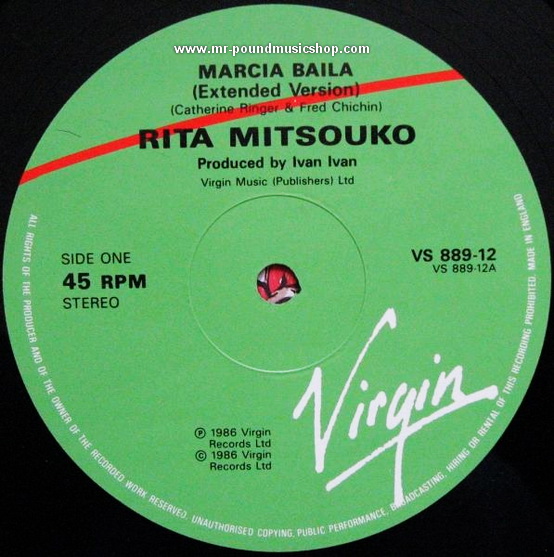 www.mr-poundmusicshop.com
MARCIA BAILA
(Extended Version)
(Catherine Ringer & Fred Chichin)
RITA MITSOUKO
Produced by Ivan Ivan
Virgin Music (Publishers) Ltd
SIDE ONE
45 RPM
STEREO
VS 889-12
VS 889-12A
Virgin
℗ 1986 Virgin
Records Ltd
© 1986 Virgin
Records Ltd
ALL RIGHTS OF THE PRODUCER AND OF THE OWNER OF THE RECORDED WORK RESERVED. UNAUTHORISED COPYING, PUBLIC PERFORMANCE, BROADCASTING, HIRING OR RENTAL OF THIS RECORDING PROHIBITED. MADE IN ENGLAND